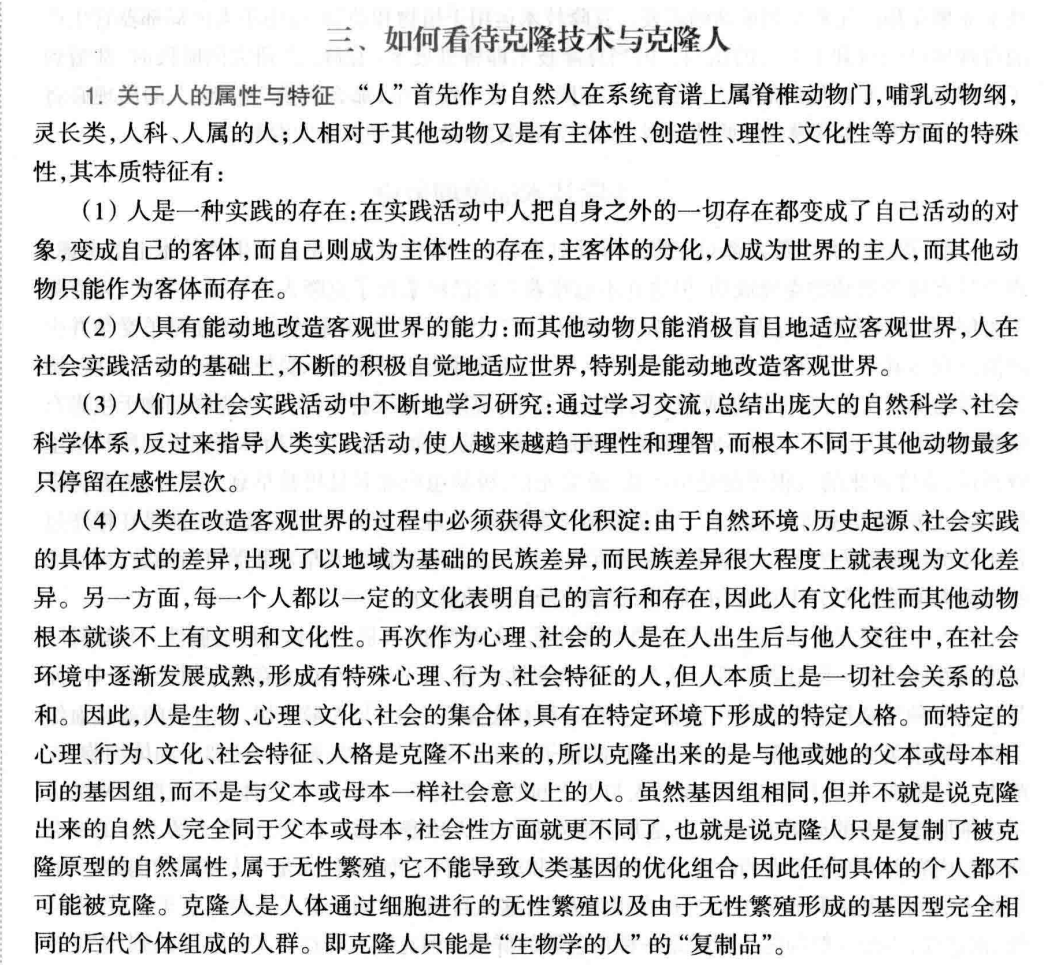 三、如何看待克隆技术与克隆人
1. 关于人的属性与特征 “人”首先作为自然人在系统育谱上属脊椎动物门,哺乳动物纲,
灵长类,人科、人属的人;人相对于其他动物又是有主体性、创造性、理性、文化性等方面的特殊
性,其本质特征有:
(1) 人是一种实践的存在:在实践活动中人把自身之外的一切存在都变成了自己活动的对
象,变成自己的客体,而自己则成为主体性的存在,主客体的分化,人成为世界的主人,而其他动
物只能作为客体而存在。
(2) 人具有能动地改造客观世界的能力:而其他动物只能消极盲目地适应客观世界,人在
社会实践活动的基础上,不断的积极自觉地适应世界,特别是能动地改造客观世界。
(3) 人们从社会实践活动中不断地学习研究:通过学习交流,总结出庞大的自然科学、社会
科学体系,反过来指导人类实践活动,使人越来越趋于理性和理智,而根本不同于其他动物最多
只停留在感性层次。
(4) 人类在改造客观世界的过程中必须获得文化积淀:由于自然环境、历史起源、社会实践
的具体方式的差异,出现了以地域为基础的民族差异,而民族差异很大程度上就表现为文化差
异。另一方面,每一个人都以一定的文化表明自己的言行和存在,因此人有文化性而其他动物
根本就谈不上有文明和文化性。再次作为心理、社会的人是在人出生后与他人交往中,在社会
环境中逐渐发展成熟,形成有特殊心理、行为、社会特征的人,但人本质上是一切社会关系的总
和。因此,人是生物、心理、文化、社会的集合体,具有在特定环境下形成的特定人格。而特定的
心理、行为、文化、社会特征、人格是克隆不出来的,所以克隆出来的是与他或她的父本或母本相
同的基因组,而不是与父本或母本一样社会意义上的人。虽然基因组相同,但并不就是说克隆
出来的自然人完全同于父本或母本,社会性方面就更不同了, 也就是说克隆人只是复制了被克
隆原型的自然属性,属于无性繁殖,它不能导致人类基因的优化组合,因此任何具体的个人都不
可能被克隆。克隆人是人体通过细胞进行的无性繁殖以及由于无性繁殖形成的基因型完全相
同的后代个体组成的人群。即克隆人只能是“生物学的人”的“复制品”。